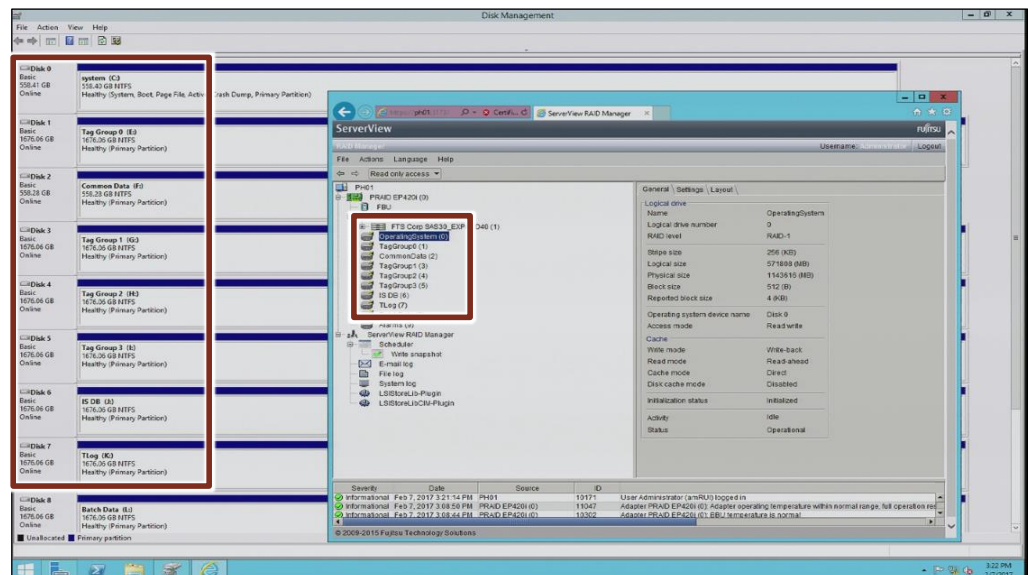 Disk Management
File Action View Help
Disk 0
Basic
558.41 GB
Online
system (C:)
558.40 GB NTFS
Healthy (System, Boot, Page File, Active, Crash Dump, Primary Partition)
Disk 1
Basic
1676.06 GB
Online
Tag Group 0 (E:)
1676.06 GB NTFS
Healthy (Primary Partition)
Disk 2
Basic
558.28 GB
Online
Common Data (F:)
558.28 GB NTFS
Healthy (Primary Partition)
Disk 3
Basic
1676.06 GB
Online
Tag Group 1 (G:)
1676.06 GB NTFS
Healthy (Primary Partition)
Disk 4
Basic
1676.06 GB
Online
Tag Group 2 (H:)
1676.06 GB NTFS
Healthy (Primary Partition)
Disk 5
Basic
1676.06 GB
Online
Tag Group 3 (I:)
1676.06 GB NTFS
Healthy (Primary Partition)
Disk 6
Basic
1676.06 GB
Online
IS DB (J:)
1676.06 GB NTFS
Healthy (Primary Partition)
Disk 7
Basic
1676.06 GB
Online
TLog (K:)
1676.06 GB NTFS
Healthy (Primary Partition)
Disk 8
Basic
1676.06 GB
Online
Batch Data (L:)
1676.06 GB NTFS
Healthy (Primary Partition)
Unallocated Primary partition
ph01 Certifi... ServerView RAID Manager
ServerView FUJITSU
RAID Manager Username: Administrator Logout
File Actions Language Help
Read only access
PH01
PRAID EP420i (0)
FBU
FTS Corp SAS30_EXP D40 (1)
OperatingSystem (0)
TagGroup0 (1)
CommonData (2)
TagGroup1 (3)
TagGroup2 (4)
TagGroup3 (5)
IS DB (6)
TLog (7)
Alarms (9)
ServerView RAID Manager
Scheduler
Write snapshot
E-mail log
File log
System log
LSIStoreLib-Plugin
LSIStoreLibCIM-Plugin
General Settings Layout
Logical drive
Name OperatingSystem
Logical drive number 0
RAID level RAID-1
Stripe size 256 (KB)
Logical size 571800 (MB)
Physical size 1143616 (MB)
Block size 512 (B)
Reported block size 4 (KB)
Operating system device name Disk 0
Access mode Read write
Cache
Write mode Write-back
Read mode Read-ahead
Cache mode Direct
Disk cache mode Disabled
Initialization status Initialized
Activity Idle
Status Operational
Severity Date Source ID
Informational Feb 7, 2017 3:21:14 PM PH01 10171 User Administrator (amRUI) logged in
Informational Feb 7, 2017 3:08:50 PM PRAID EP420i (0) 11047 Adapter PRAID EP420i (0): Adapter operating temperature within normal range, full operation res
Informational Feb 7, 2017 3:08:44 PM PRAID EP420i (0) 10302 Adapter PRAID EP420i (0): BBU temperature is normal
© 2009-2015 Fujitsu Technology Solutions
3:22 PM